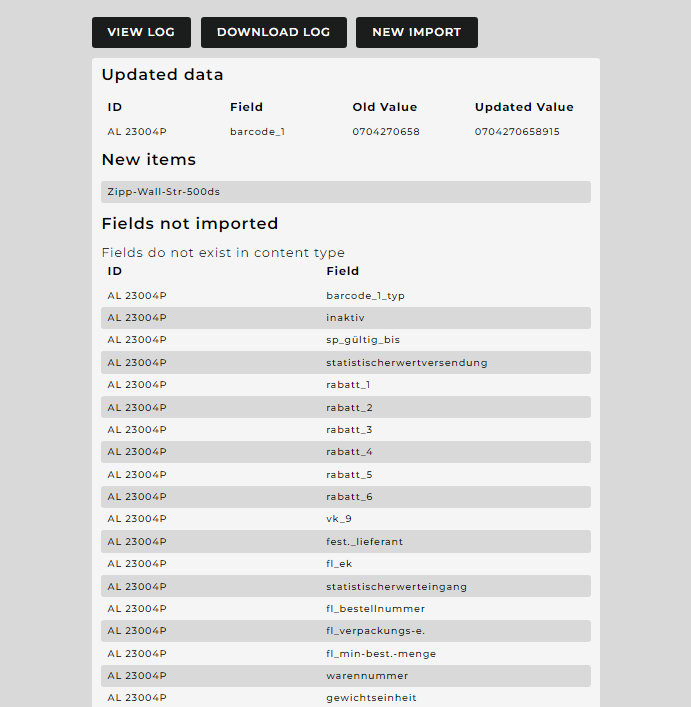 VIEW LOG DOWNLOAD LOG NEW IMPORT
Updated data
ID Field Old Value Updated Value
AL 23004P barcode_1 0704270658 0704270658915
New items
Zipp-Wall-Str-500ds
Fields not imported
Fields do not exist in content type
ID Field
AL 23004P barcode_1_typ
AL 23004P inaktiv
AL 23004P sp_gültig_bis
AL 23004P statistischerwertversendung
AL 23004P rabatt_1
AL 23004P rabatt_2
AL 23004P rabatt_3
AL 23004P rabatt_4
AL 23004P rabatt_5
AL 23004P rabatt_6
AL 23004P vk_9
AL 23004P fest._lieferant
AL 23004P fl_ek
AL 23004P statistischerwerteingang
AL 23004P fl_bestellnummer
AL 23004P fl_verpackungs-e.
AL 23004P fl_min-best.-menge
AL 23004P warennummer
AL 23004P gewichtseinheit